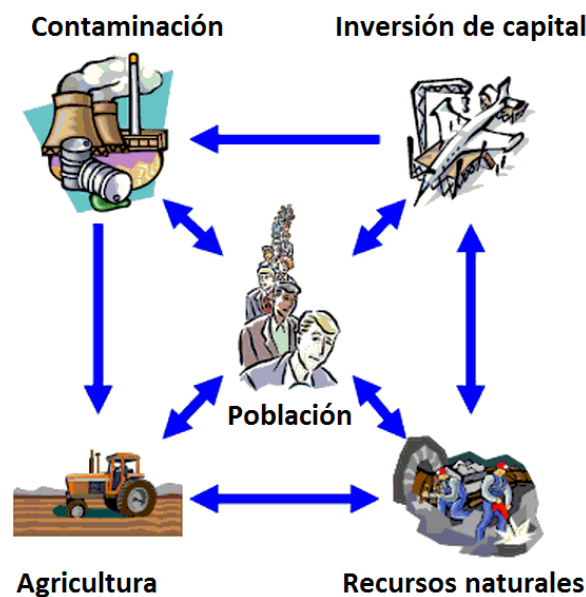 Contaminación
Inversión de capital
Población
Agricultura
Recursos naturales